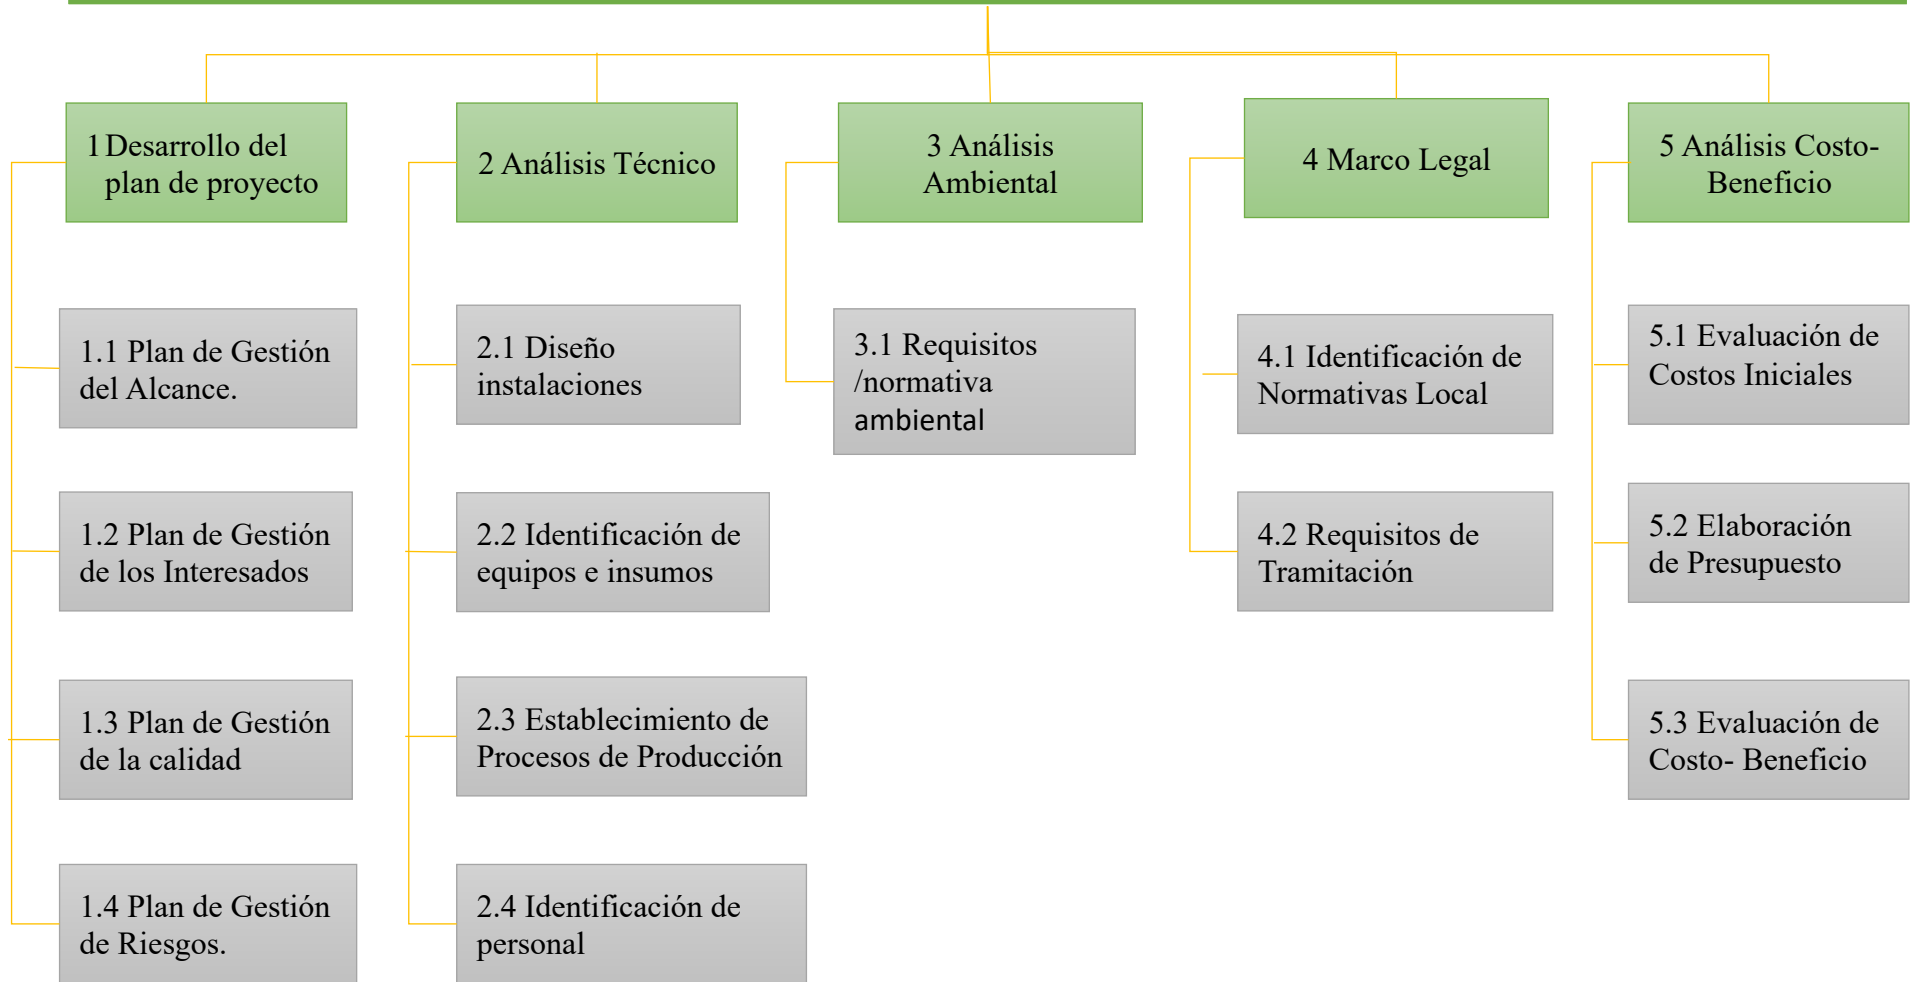 1 Desarrollo del
plan de proyecto
2 Análisis Técnico
3 Análisis
Ambiental
4 Marco Legal
5 Análisis Costo-
Beneficio
1.1 Plan de Gestión
del Alcance.
1.2 Plan de Gestión
de los Interesados
1.3 Plan de Gestión
de la calidad
1.4 Plan de Gestión
de Riesgos.
2.1 Diseño
instalaciones
2.2 Identificación de
equipos e insumos
2.3 Establecimiento de
Procesos de Producción
2.4 Identificación de
personal
3.1 Requisitos
/normativa
ambiental
4.1 Identificación de
Normativas Local
4.2 Requisitos de
Tramitación
5.1 Evaluación de
Costos Iniciales
5.2 Elaboración
de Presupuesto
5.3 Evaluación de
Costo- Beneficio